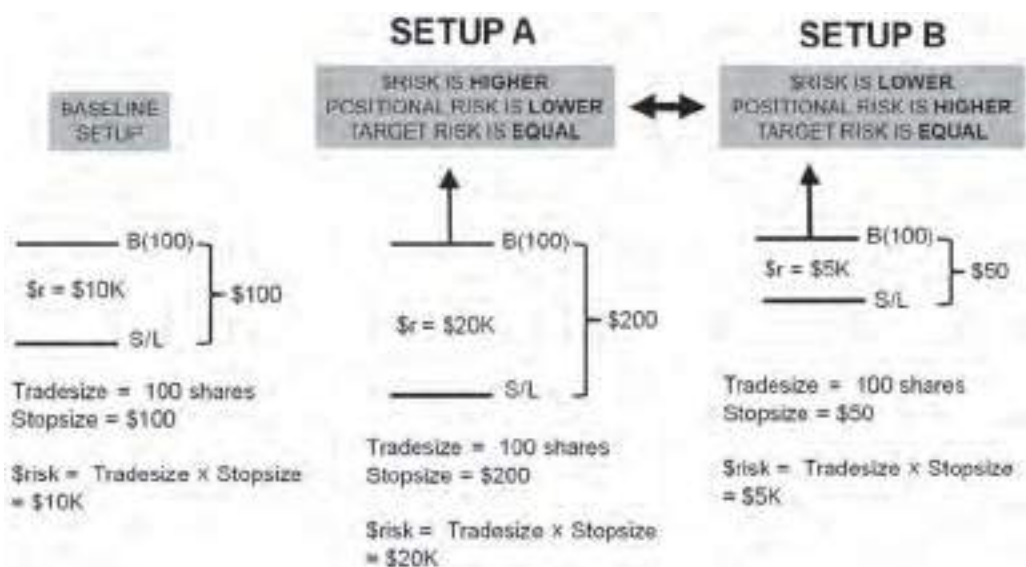 SETUP A
SETUP B
BASELINE
SETUP
$RISK IS HIGHER
POSITIONAL RISK IS LOWER
TARGET RISK IS EQUAL
$RISK IS LOWER
POSITIONAL RISK IS HIGHER
TARGET RISK IS EQUAL
B(100)
$r = $10K
$100
S/L
Tradesize = 100 shares
Stopsize = $100
$risk = Tradesize x Stopsize
= $10K
B(100)
$r = $20K
$200
S/L
Tradesize = 100 shares
Stopsize = $200
$risk = Tradesize x Stopsize
= $20K
B(100)
$r = $5K
$50
S/L
Tradesize = 100 shares
Stopsize = $50
$risk = Tradesize x Stopsize
= $5K